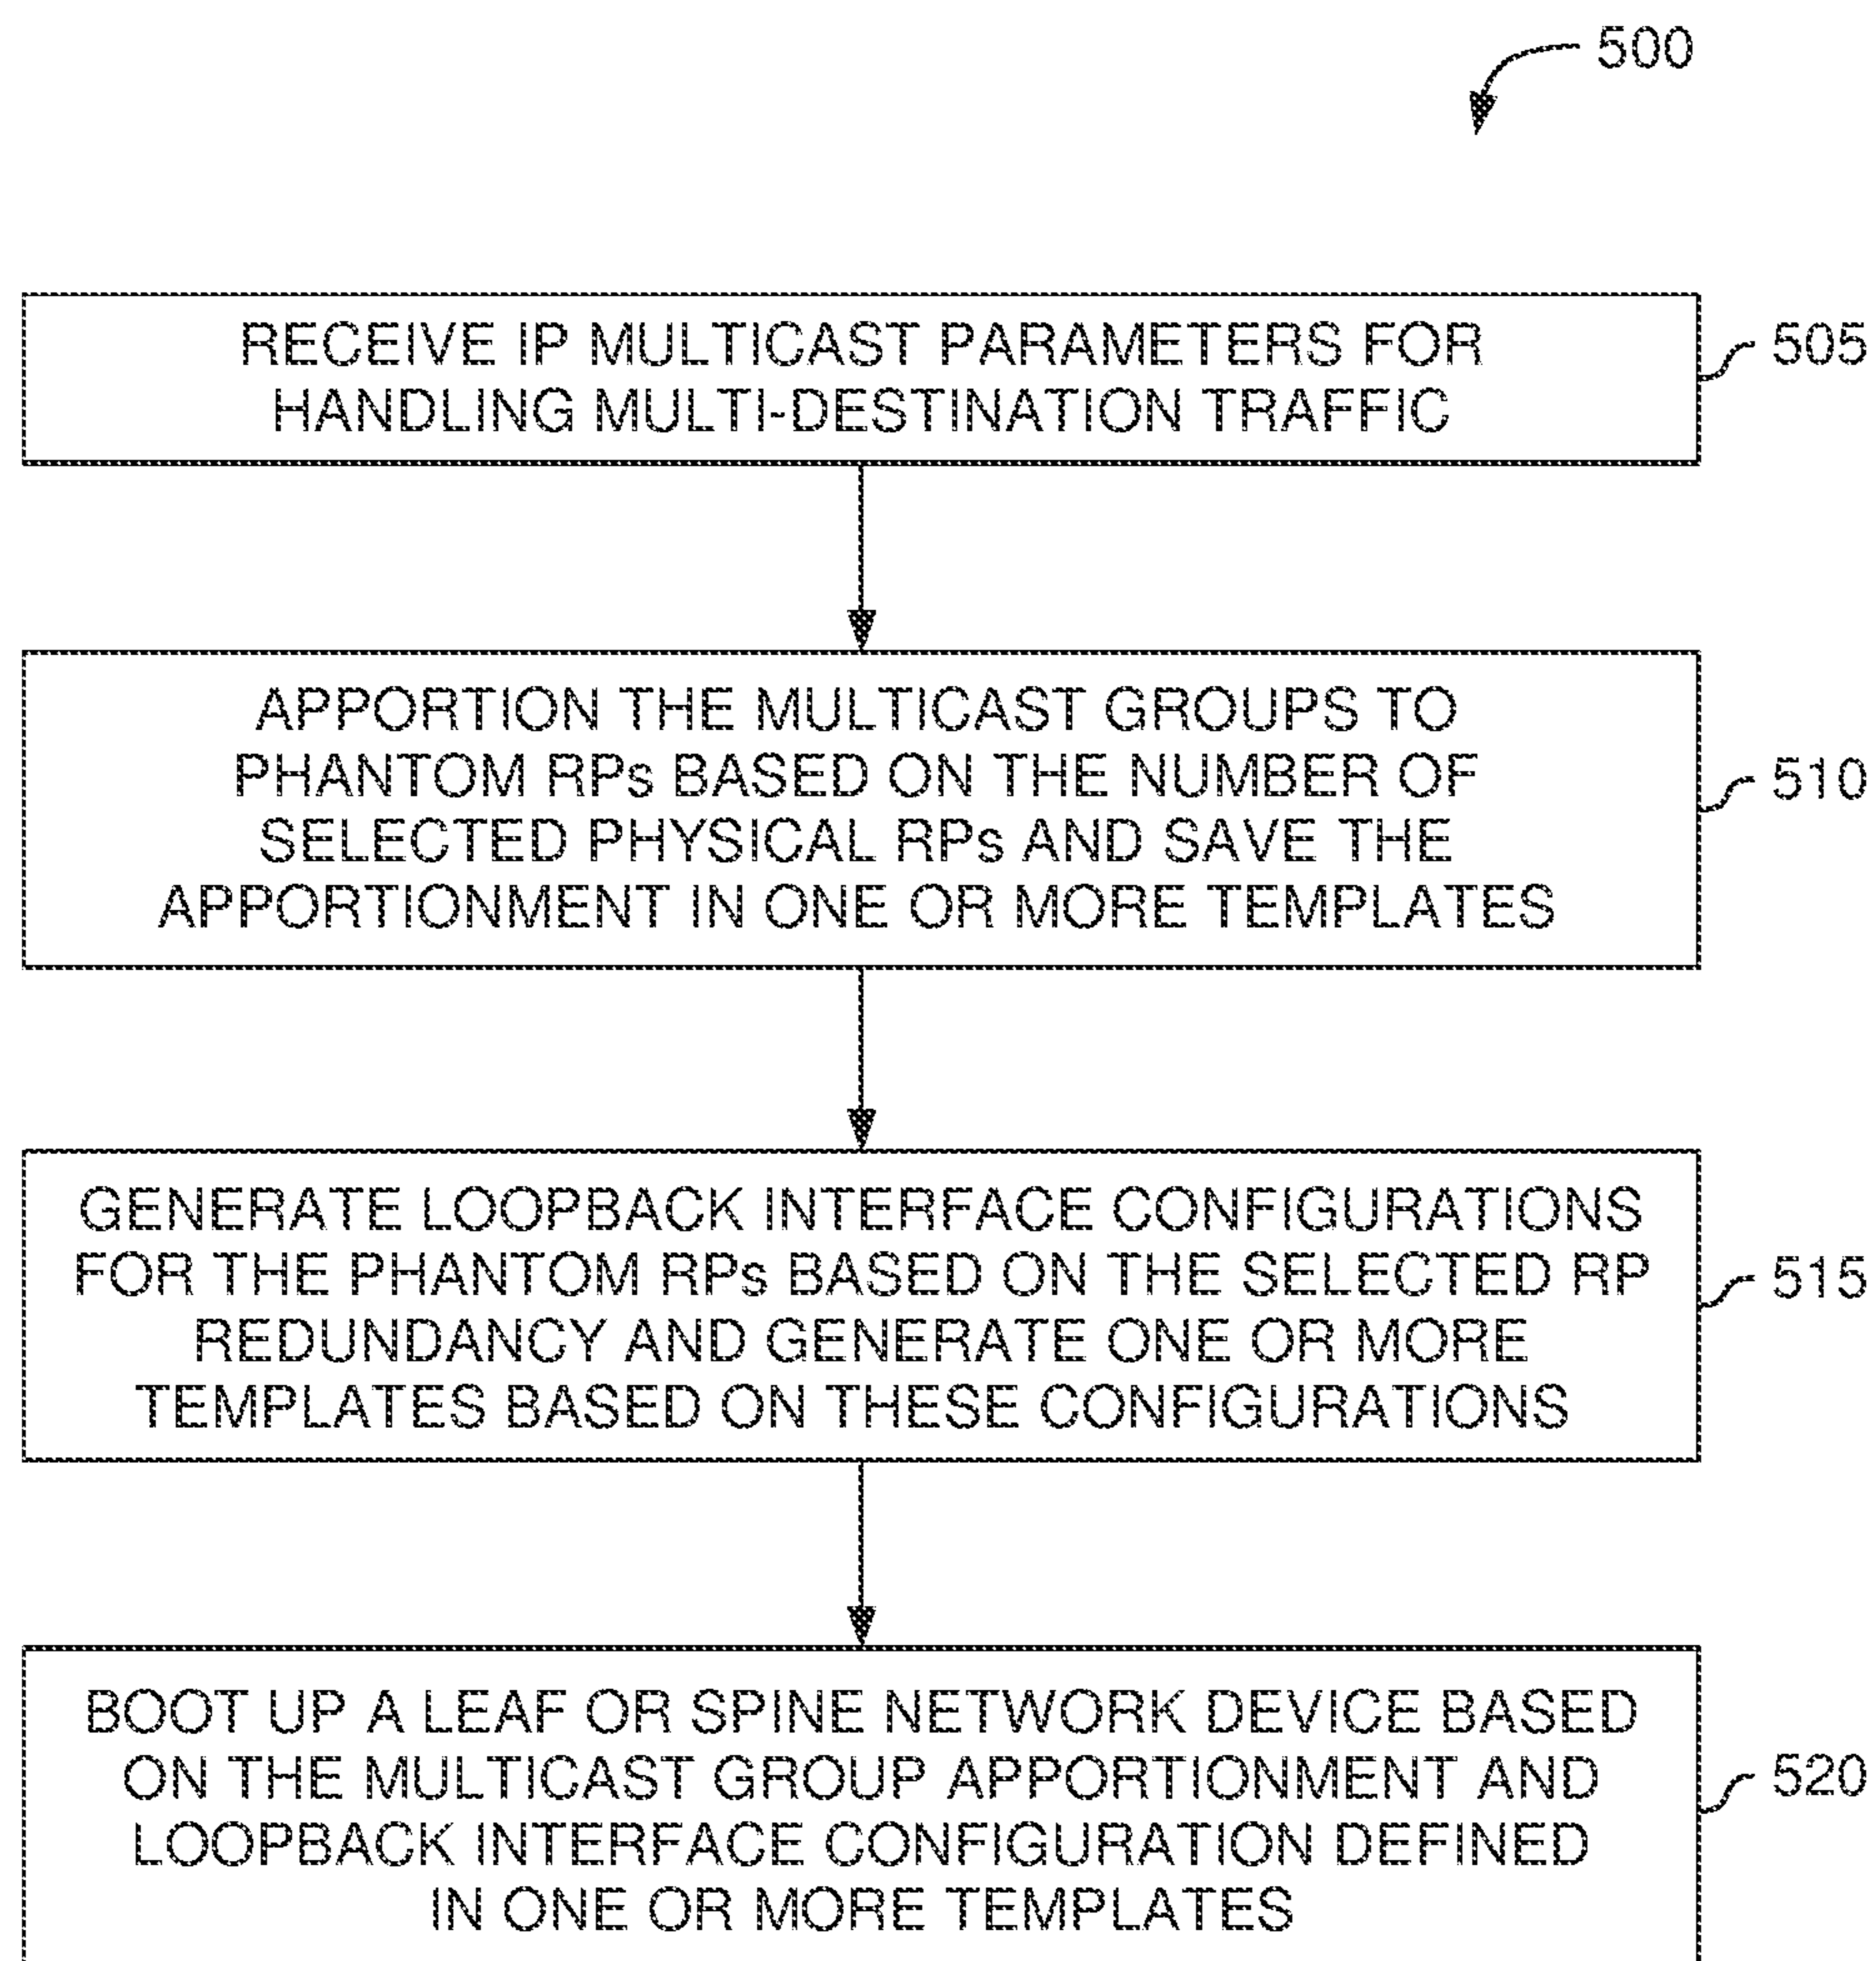 500
RECEIVE IP MULTICAST PARAMETERS FOR
HANDLING MULTI-DESTINATION TRAFFIC
505
APPORTION THE MULTICAST GROUPS TO
PHANTOM RPs BASED ON THE NUMBER OF
SELECTED PHYSICAL RPs AND SAVE THE
APPORTIONMENT IN ONE OR MORE TEMPLATES
510
GENERATE LOOPBACK INTERFACE CONFIGURATIONS
FOR THE PHANTOM RPs BASED ON THE SELECTED RP
REDUNDANCY AND GENERATE ONE OR MORE
TEMPLATES BASED ON THESE CONFIGURATIONS
515
BOOT UP A LEAF OR SPINE NETWORK DEVICE BASED
ON THE MULTICAST GROUP APPORTIONMENT AND
LOOPBACK INTERFACE CONFIGURATION DEFINED
IN ONE OR MORE TEMPLATES
520